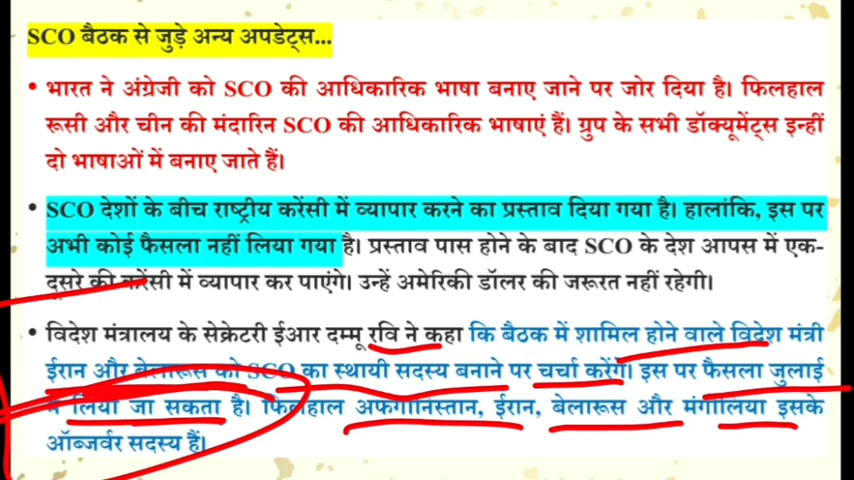 SCO बैठक से जुड़े अन्य अपडेट्स...
• भारत ने अंग्रेजी को SCO की आधिकारिक भाषा बनाए जाने पर जोर दिया है। फिलहाल
रूसी और चीन की मंदारिन SCO की आधिकारिक भाषाएं हैं। ग्रुप के सभी डॉक्यूमेंट्स इन्हीं
दो भाषाओं में बनाए जाते हैं।
• SCO देशों के बीच राष्ट्रीय करेंसी में व्यापार करने का प्रस्ताव दिया गया है। हालांकि, इस पर
अभी कोई फैसला नहीं लिया गया है। प्रस्ताव पास होने के बाद SCO के देश आपस में एक-
दूसरे की करेंसी में व्यापार कर पाएंगे। उन्हें अमेरिकी डॉलर की जरूरत नहीं रहेगी।
• विदेश मंत्रालय के सेक्रेटरी ईआर दम्मू रवि ने कहा कि बैठक में शामिल होने वाले विदेश मंत्री
ईरान और बेलारूस को SCO का स्थायी सदस्य बनाने पर चर्चा करेंगे। इस पर फैसला जुलाई
में लिया जा सकता है। फिलहाल अफगानिस्तान, ईरान, बेलारूस और मंगोलिया इसके
ऑब्जर्वर सदस्य हैं।